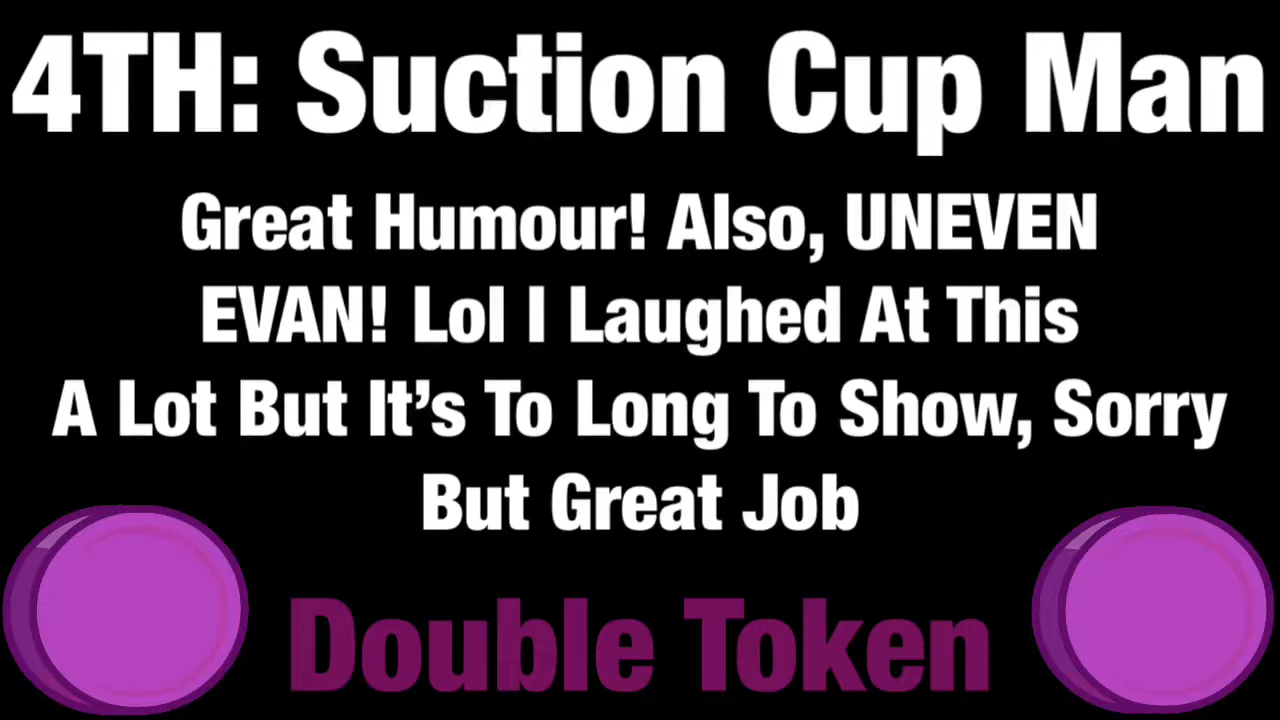 4TH: Suction Cup Man
Great Humour! Also, UNEVEN
EVAN! Lol I Laughed At This
A Lot But It’s To Long To Show, Sorry
But Great Job
Double Token